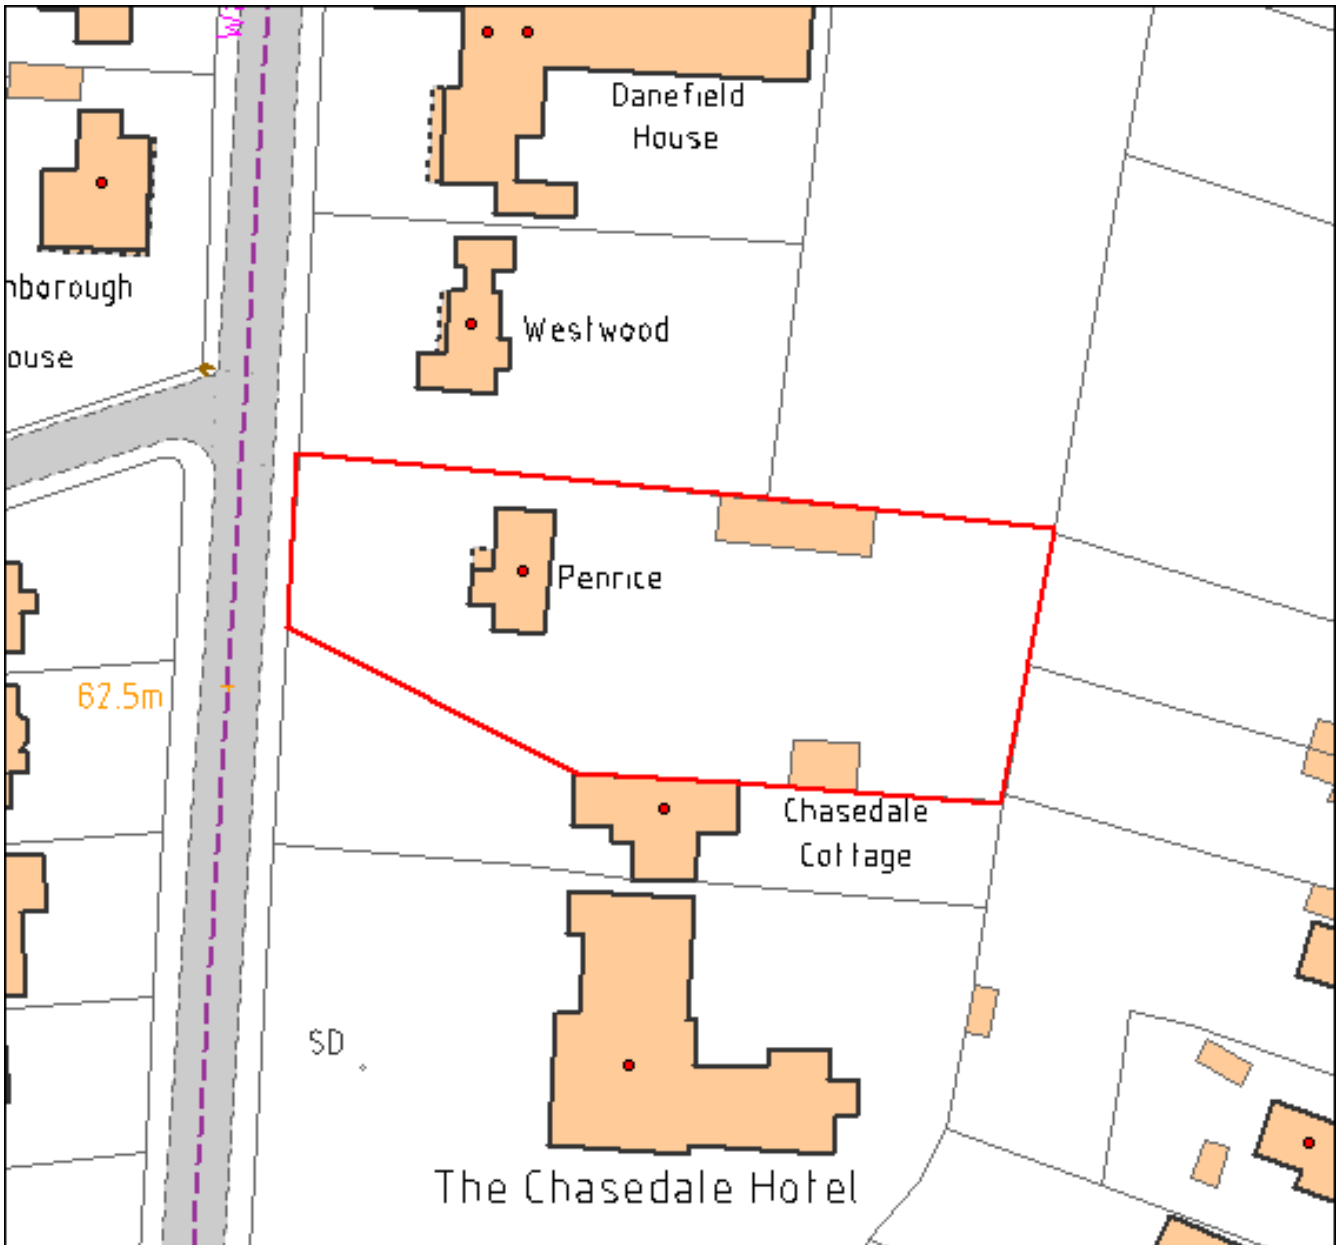 W
Danefield
House
nborough
ouse
Westwood
Penrice
62.5m
Chasedale
Cottage
SD
The Chasedale Hotel